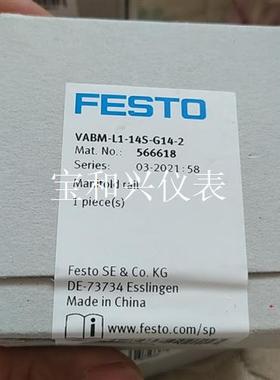 FESTO
VABM-L1-14S-G14-2
Mat. No.: 566618
Series: 03-2021:58
Manifold rail
1 piece(s)
宝和兴仪表
Festo SE & Co. KG
DE-73734 Esslingen
Made in China
www.festo.com/sp